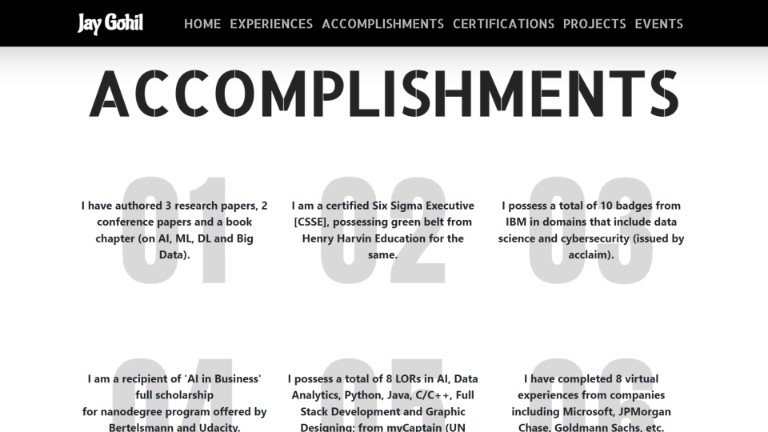 Jay Gohil
HOME EXPERIENCES ACCOMPLISHMENTS CERTIFICATIONS PROJECTS EVENTS
ACCOMPLISHMENTS
01
I have authored 3 research papers, 2
conference papers and a book
chapter (on AI, ML, DL and Big
Data).
02
I am a certified Six Sigma Executive
[CSSE], possessing green belt from
Henry Harvin Education for the
same.
03
I possess a total of 10 badges from
IBM in domains that include data
science and cybersecurity (issued by
acclaim).
04
I am a recipient of 'AI in Business'
full scholarship
for nanodegree program offered by
Bertelsmann and Udacity.
05
I possess a total of 8 LORs in AI, Data
Analytics, Python, Java, C/C++, Full
Stack Development and Graphic
Designing; from myCaptain (UN
06
I have completed 8 virtual
experiences from companies
including Microsoft, JPMorgan
Chase, Goldmann Sachs, etc.